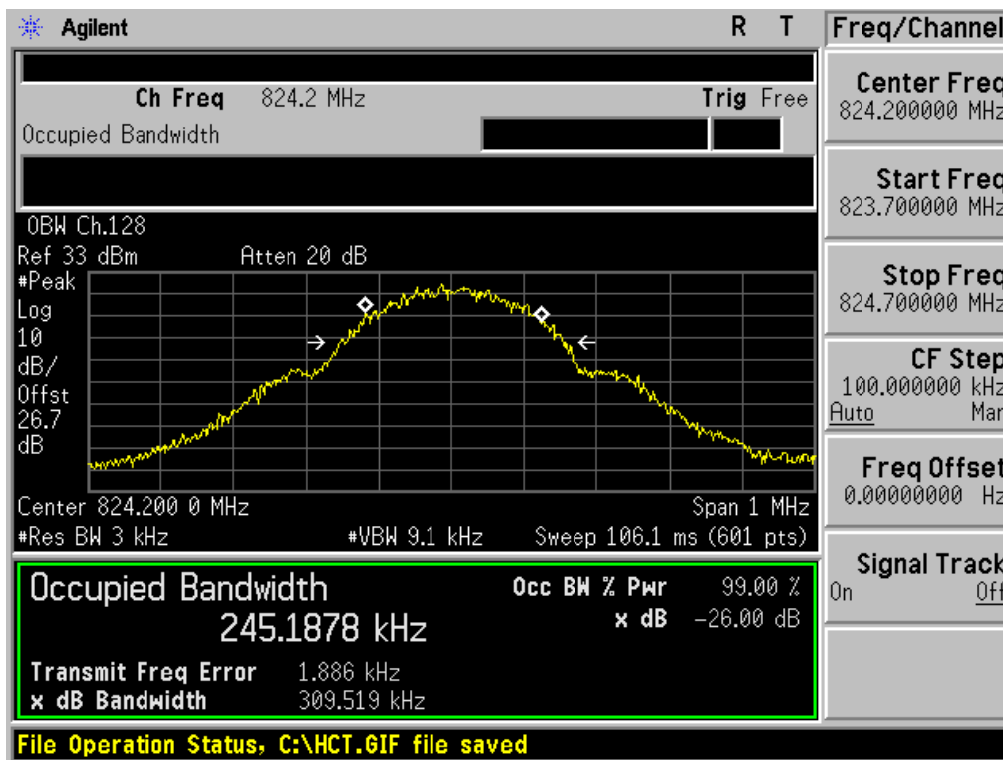 Agilent R T Freq/Channel
Ch Freq 824.2 MHz Trig Free
Occupied Bandwidth
OBW Ch.128
Ref 33 dBm Atten 20 dB
#Peak
Log
10
dB/
Offst
26.7
dB
Center 824.200 0 MHz Span 1 MHz
#Res BW 3 kHz #VBW 9.1 kHz Sweep 106.1 ms (601 pts)
Occupied Bandwidth Occ BW % Pwr 99.00 %
245.1878 kHz x dB -26.00 dB
Transmit Freq Error 1.886 kHz
x dB Bandwidth 309.519 kHz
File Operation Status, C:\HCT.GIF file saved
Center Freq
824.200000 MHz
Start Freq
823.700000 MHz
Stop Freq
824.700000 MHz
CF Step
100.000000 kHz
Auto Man
Freq Offset
0.00000000 Hz
Signal Track
On Off